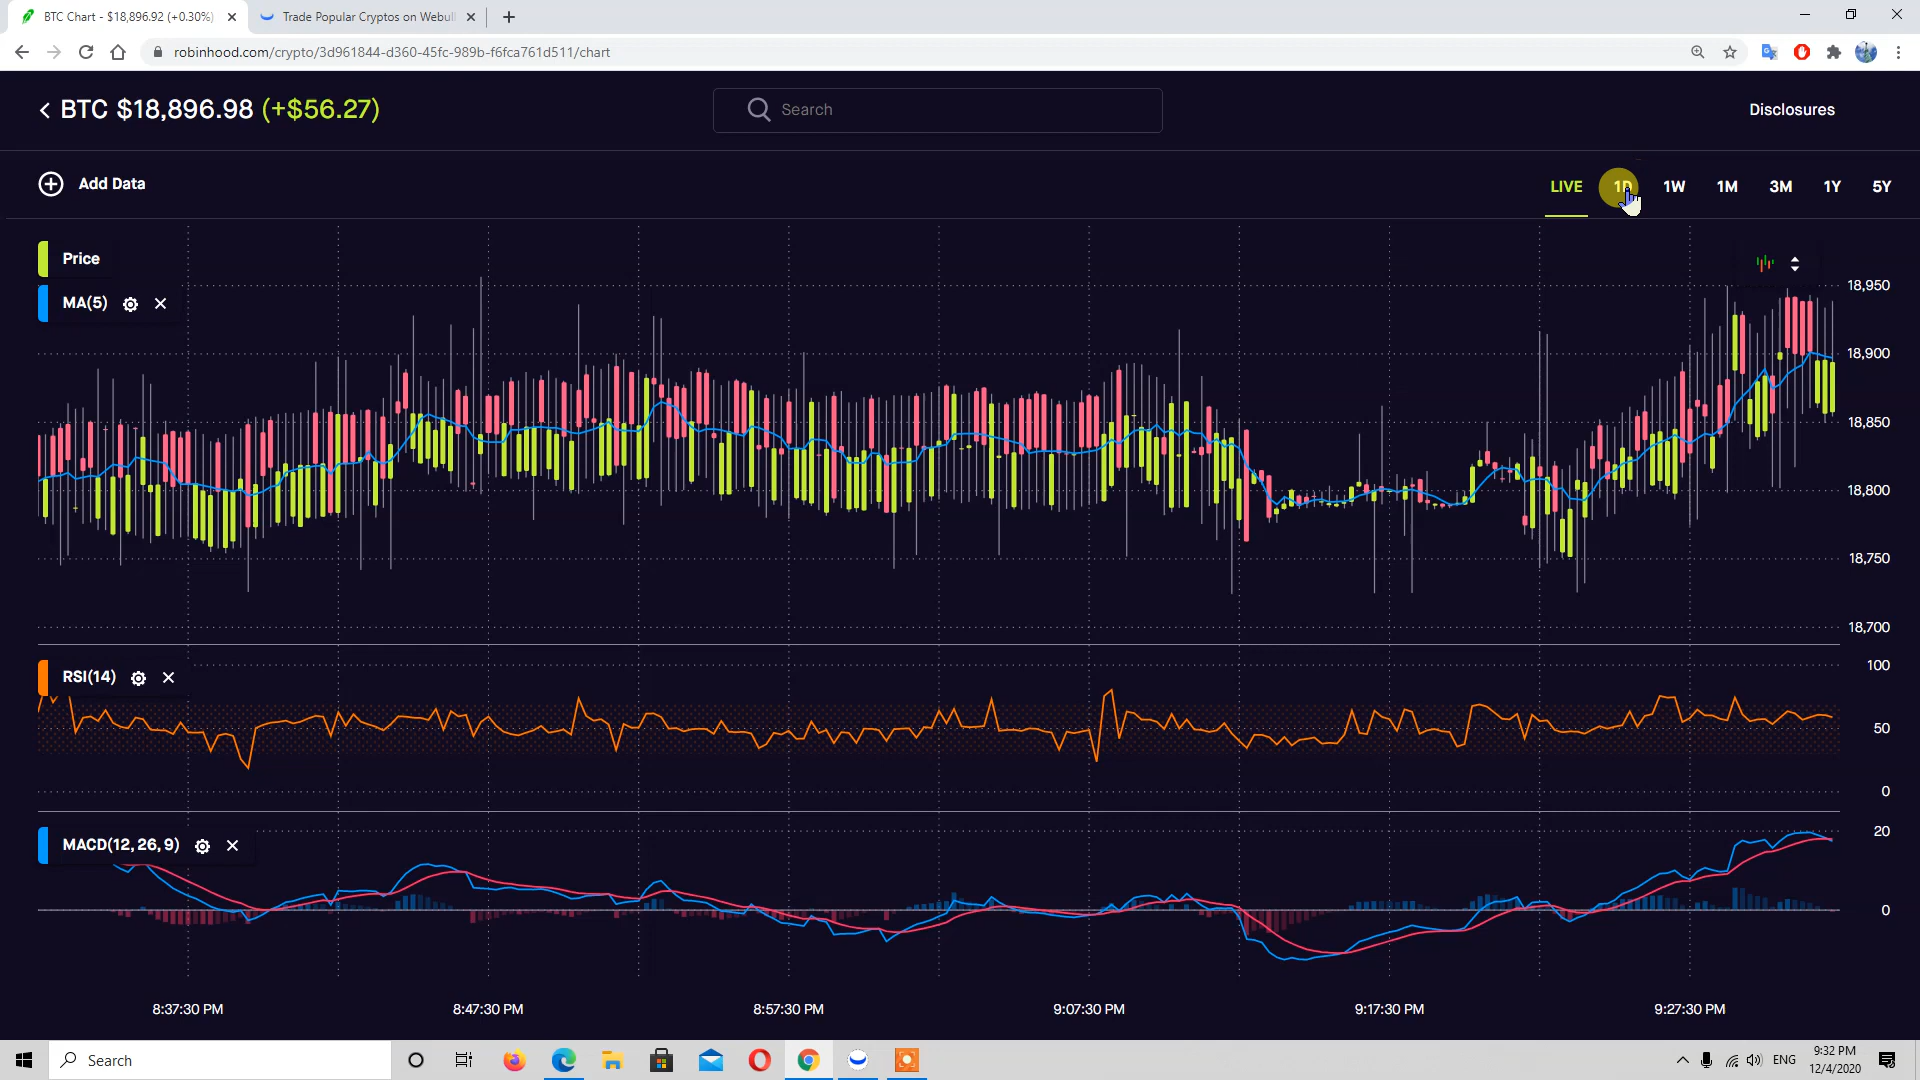 BTC Chart - $18,896.92 (+0.30%)
Trade Popular Cryptos on Webull
robinhood.com/crypto/3d961844-d360-45fc-989b-f6fca761d511/chart
BTC $18,896.98 (+$56.27)
Search
Disclosures
Add Data
LIVE 1D 1W 1M 3M 1Y 5Y
Price
MA(5)
18,950
18,900
18,850
18,800
18,750
18,700
RSI(14)
100
50
0
MACD(12, 26, 9)
20
0
8:37:30 PM 8:47:30 PM 8:57:30 PM 9:07:30 PM 9:17:30 PM 9:27:30 PM
Search
ENG
9:32 PM
12/4/2020